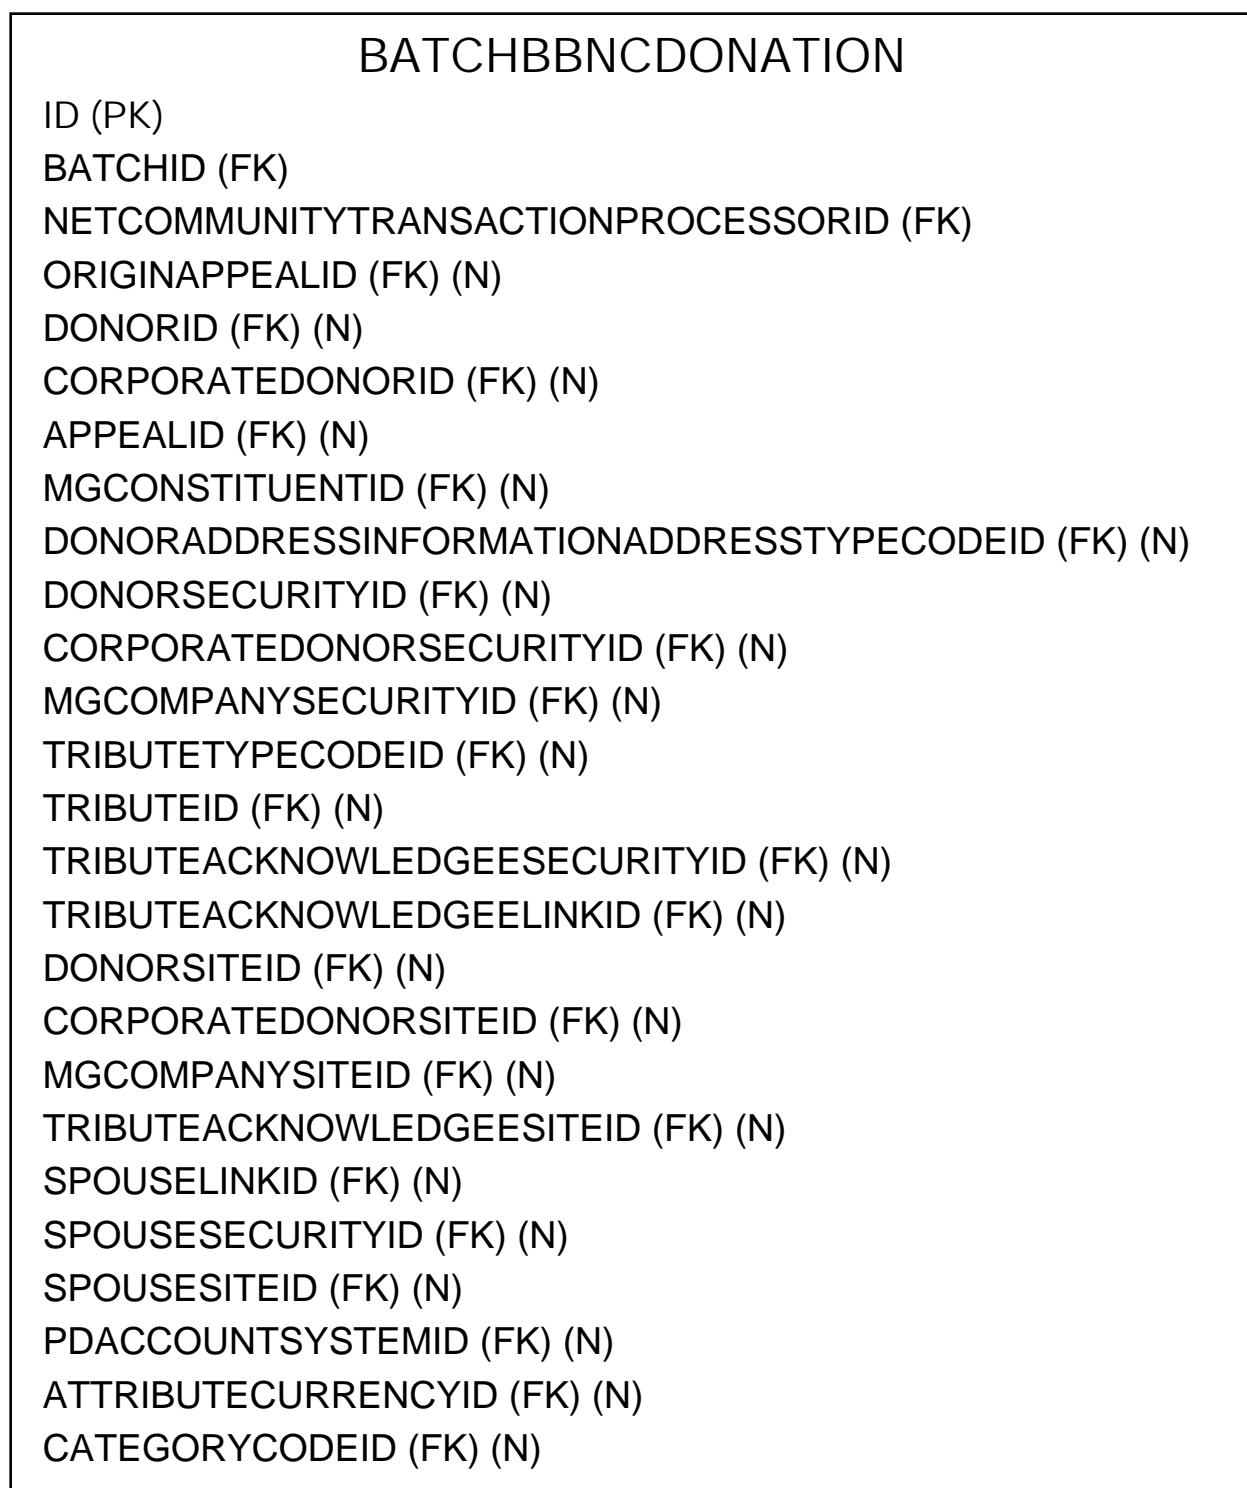 BATCHBBNCDONATION
ID (PK)
BATCHID (FK)
NETCOMMUNITYTRANSACTIONPROCESSORID (FK)
ORIGINAPPEALID (FK) (N)
DONORID (FK) (N)
CORPORATEDONORID (FK) (N)
APPEALID (FK) (N)
MGCONSTITUENTID (FK) (N)
DONORADDRESSINFORMATIONADDRESSTYPECODEID (FK) (N)
DONORSECURITYID (FK) (N)
CORPORATEDONORSECURITYID (FK) (N)
MGCOMPANYSECURITYID (FK) (N)
TRIBUTETYPECODEID (FK) (N)
TRIBUTEID (FK) (N)
TRIBUTEACKNOWLEDGEESECURITYID (FK) (N)
TRIBUTEACKNOWLEDGEELINKID (FK) (N)
DONORSITEID (FK) (N)
CORPORATEDONORSITEID (FK) (N)
MGCOMPANYSITEID (FK) (N)
TRIBUTEACKNOWLEDGEESITEID (FK) (N)
SPOUSELINKID (FK) (N)
SPOUSESECURITYID (FK) (N)
SPOUSESITEID (FK) (N)
PDACCOUNTSYSTEMID (FK) (N)
ATTRIBUTECURRENCYID (FK) (N)
CATEGORYCODEID (FK) (N)